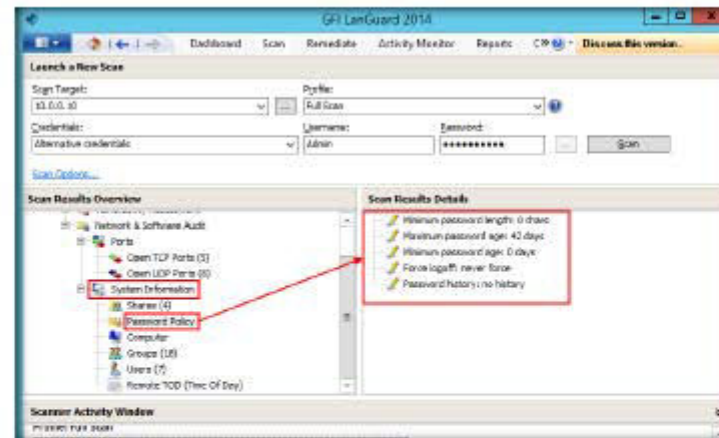 GFI LanGuard 2014
Dashboard Scan Remediate Activity Monitor Reports Discuss this version...
Launch a New Scan
Scan Target:
10.0.0.10
Profile:
Full Scan
Credentials:
Alternative credentials
Username:
Admin
Password:
••••••••••
Scan
Scan Options...
Scan Results Overview
Network & Software Audit
Ports
Open TCP Ports (5)
Open UDP Ports (8)
System Information
Shares (4)
Password Policy
Computer
Groups (18)
Users (7)
Remote TOD (Time Of Day)
Scan Results Details
Minimum password length: 0 chars
Maximum password age: 42 days
Minimum password age: 0 days
Force logoff: never force
Password history: no history
Scanner Activity Window